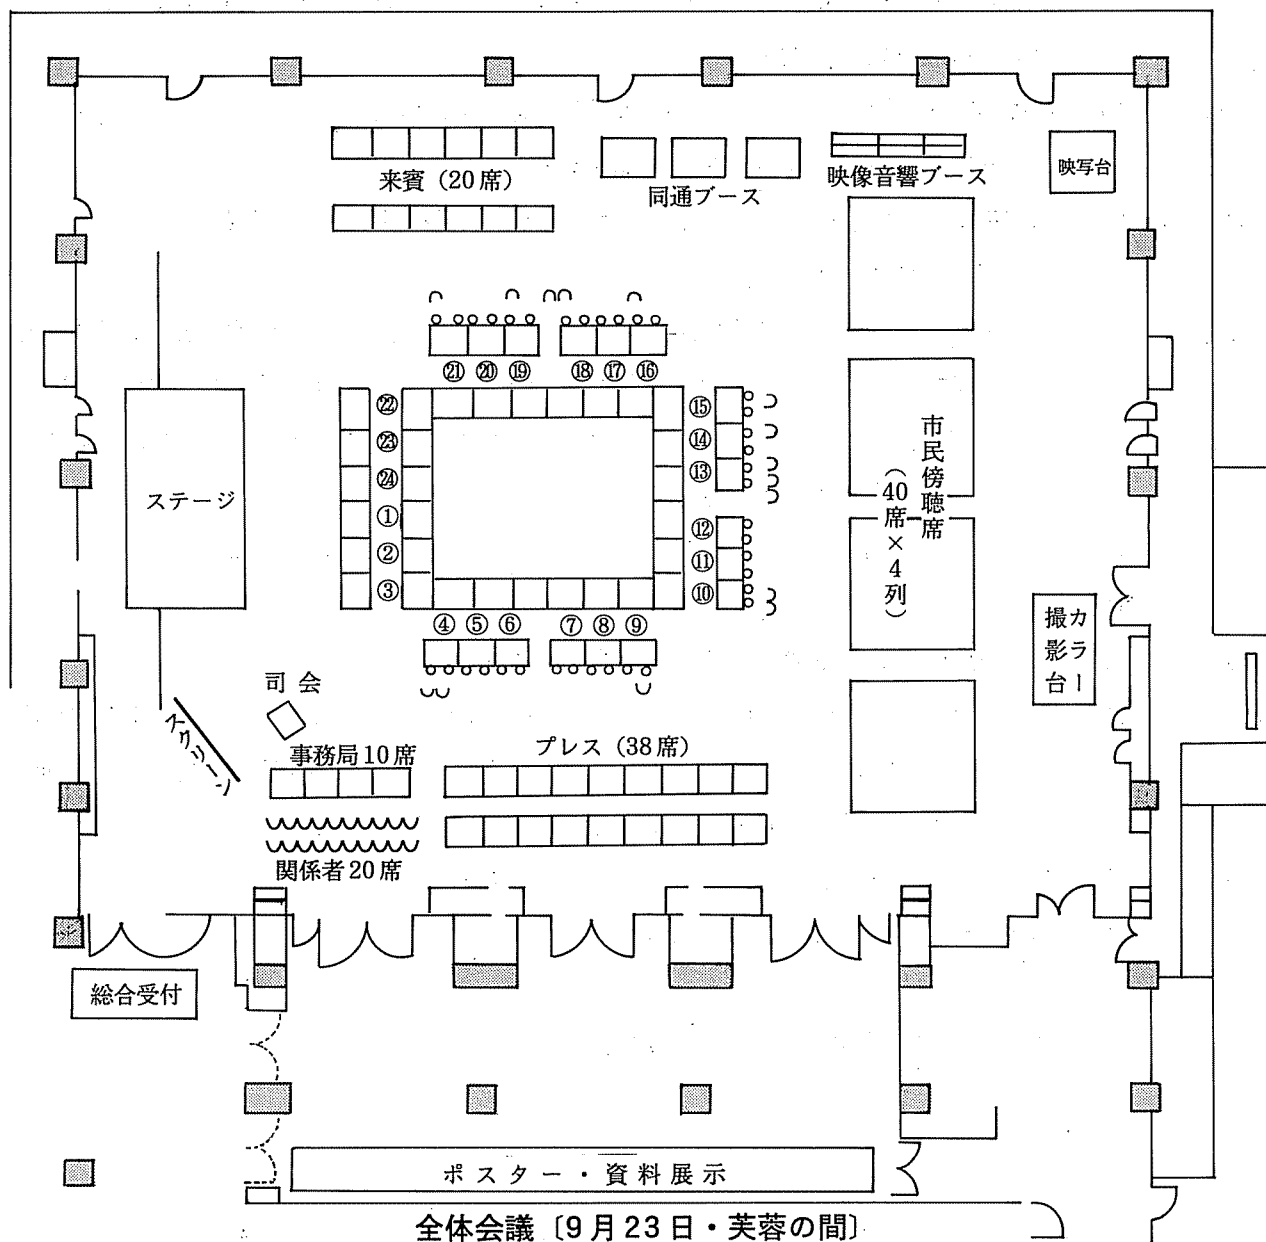 来賓（20席）
同通ブース
映像音響ブース
映写台
㉑ ⑳ ⑲ ⑱ ⑰ ⑯
㉒
㉓
㉔
①
②
③
⑮
⑭
⑬
⑫
⑪
⑩
④ ⑤ ⑥ ⑦ ⑧ ⑨
ステージ
市民傍聴席
（40席×4列）
カラー
撮影台
司会
スクリーン
事務局10席
プレス（38席）
関係者20席
総合受付
ポスター・資料展示
全体会議〔9月23日・芙蓉の間〕